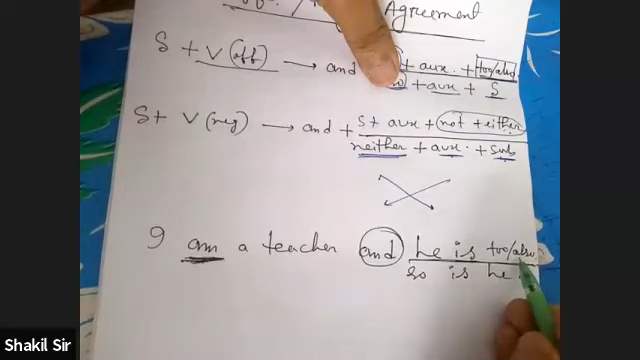 Agreement
S + V (aff) → and + aux. + too/also
+ aux + S
S + V (neg) → and + S + aux + not + either
neither + aux. + sub
I am a teacher and he is too/also.
so is he.
Shakil Sir